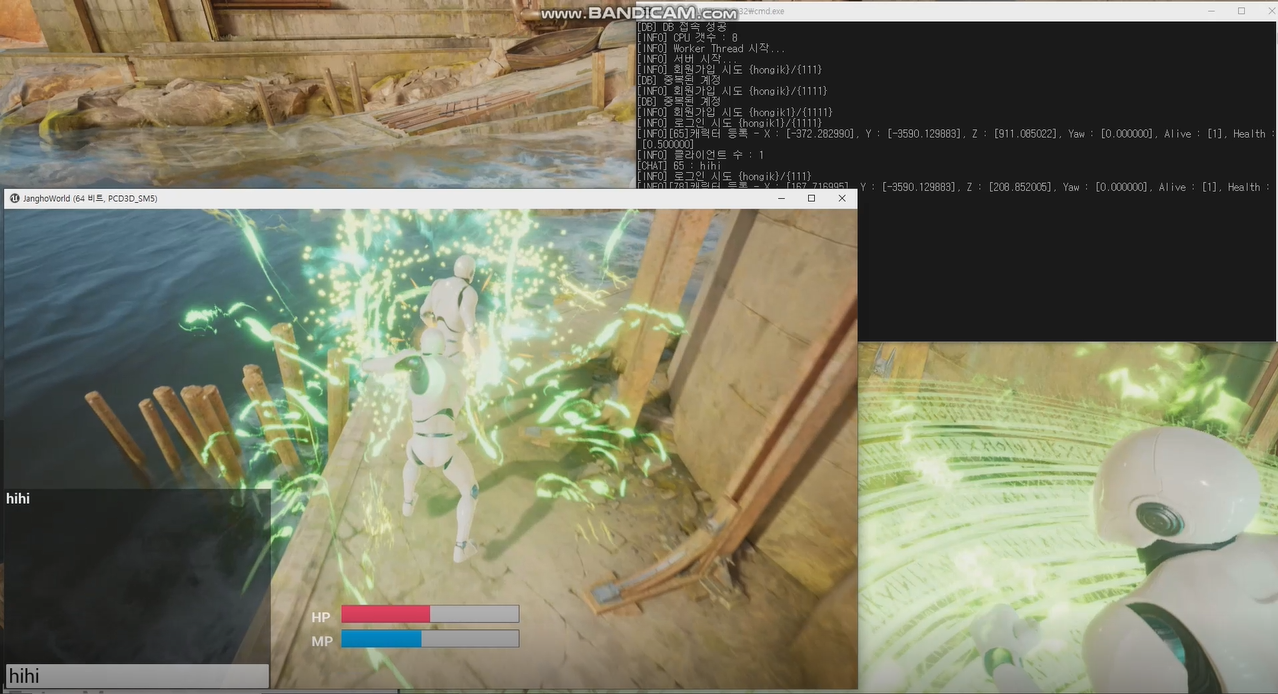 www.BANDICAM.com
32\cmd.exe
[DB] DB 접속 성공
[INFO] CPU 갯수 : 8
[INFO] Worker Thread 시작...
[INFO] 서버 시작...
[INFO] 회원가입 시도 {hongik}/{111}
[DB] 중복된 계정
[INFO] 회원가입 시도 {hongik}/{1111}
[DB] 중복된 계정
[INFO] 회원가입 시도 {hongik1}/{1111}
[INFO] 로그인 시도 {hongik1}/{1111}
[INFO][65]캐릭터 등록 - X : [-372.282990], Y : [-3590.129883], Z : [911.085022], Yaw : [0.000000], Alive : [1], Health :
[0.500000]
[INFO] 클라이언트 수 : 1
[CHAT] 65 : hihi
[INFO] 로그인 시도 {hongik}/{111}
[INFO][78]캐릭터 등록 - X : [167.716995], Y : [-3590.129883], Z : [208.852005], Yaw : [0.000000], Alive : [1], Health :
JanghoWorld (64 비트, PCD3D_SM5)
hihi
HP
MP
hihi